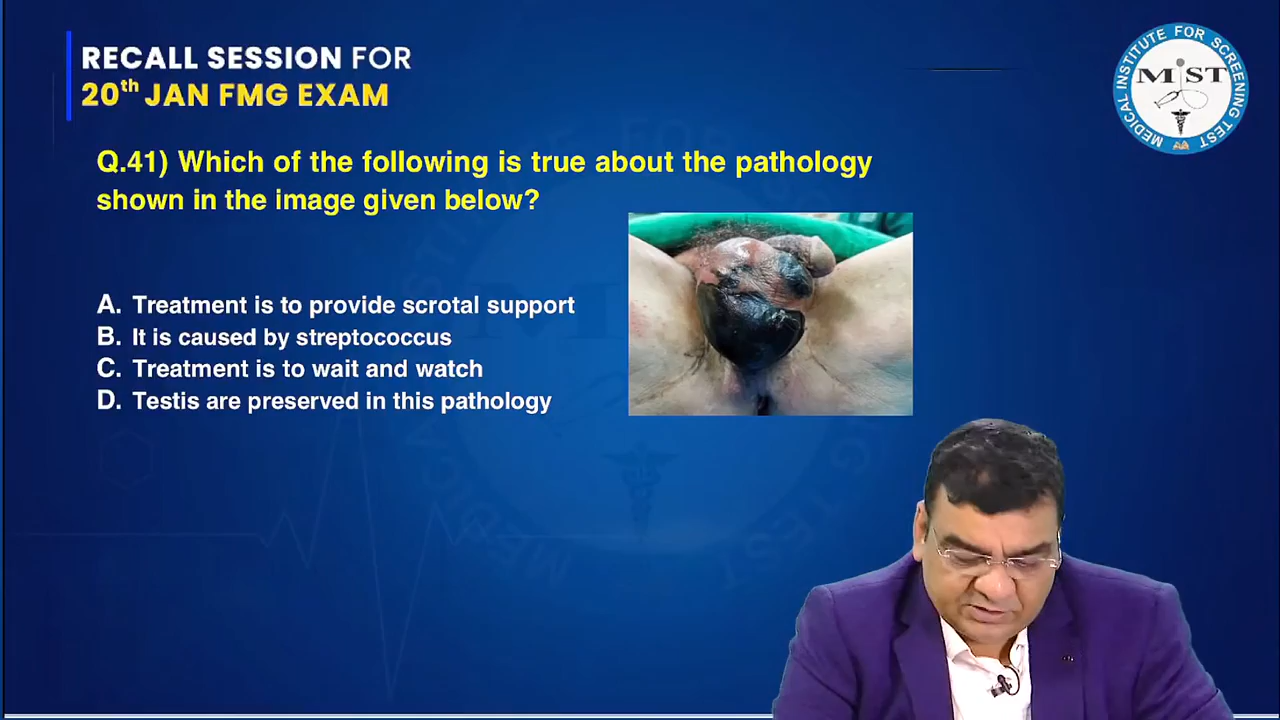 RECALL SESSION FOR
20th JAN FMG EXAM
MEDICAL INSTITUTE FOR SCREENING TEST
MIST
Q.41) Which of the following is true about the pathology
shown in the image given below?
A. Treatment is to provide scrotal support
B. It is caused by streptococcus
C. Treatment is to wait and watch
D. Testis are preserved in this pathology